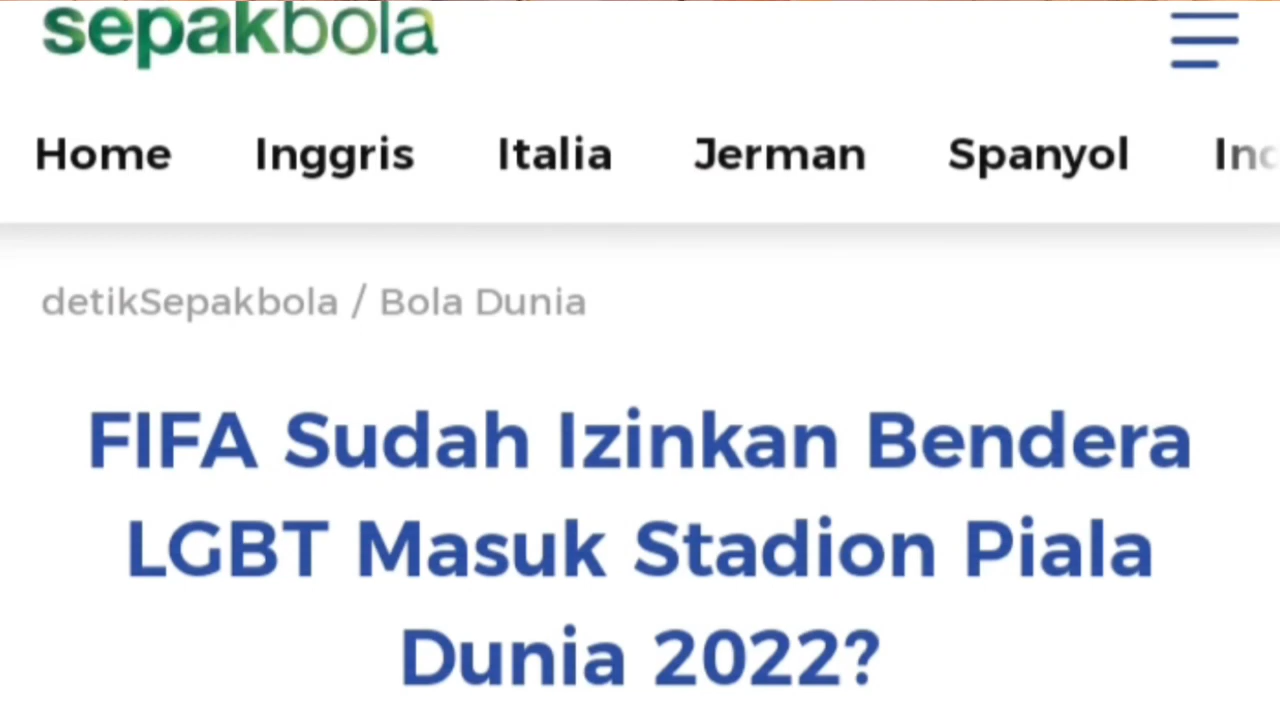 sepakbola
Home Inggris Italia Jerman Spanyol
detikSepakbola / Bola Dunia
FIFA Sudah Izinkan Bendera
LGBT Masuk Stadion Piala
Dunia 2022?